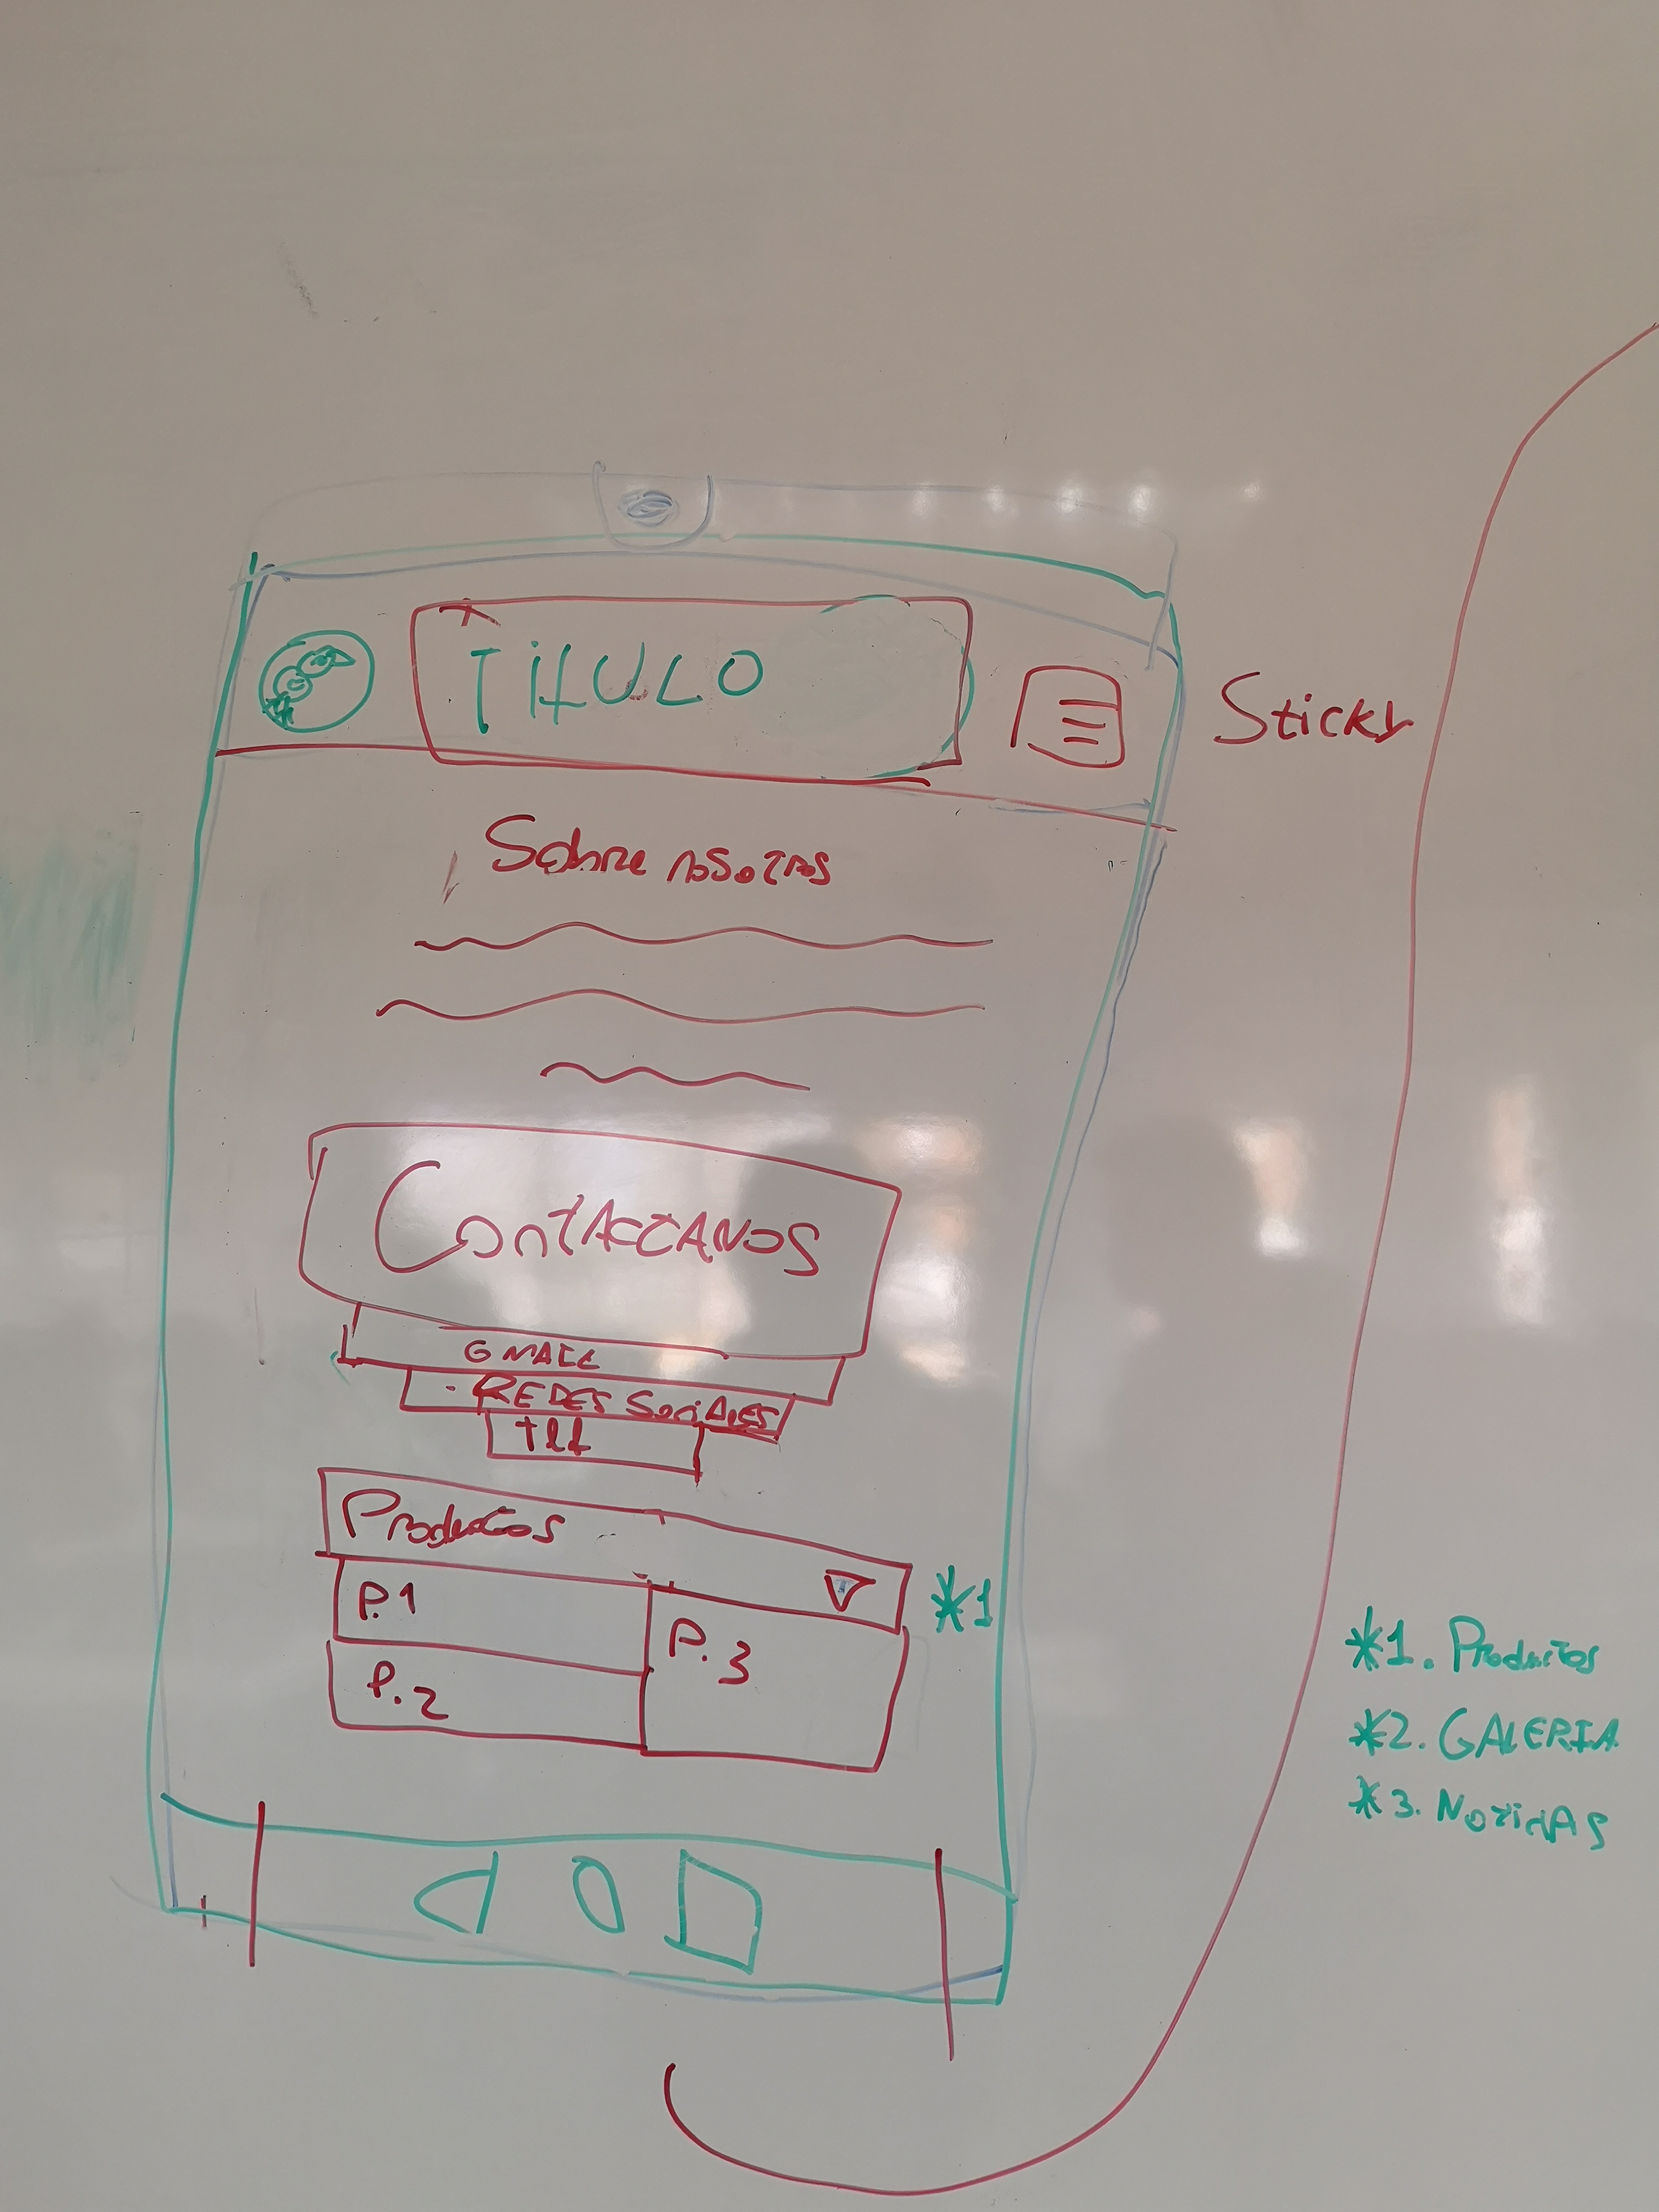 TítULO
Sticky
Sobre nosotros
ContACTANOS
GMAIL
- REDES SociALES
tlf
Productos
P.1
P.2
P.3
*1
*1. Productos
*2. GALERIA
*3. NoticiAS